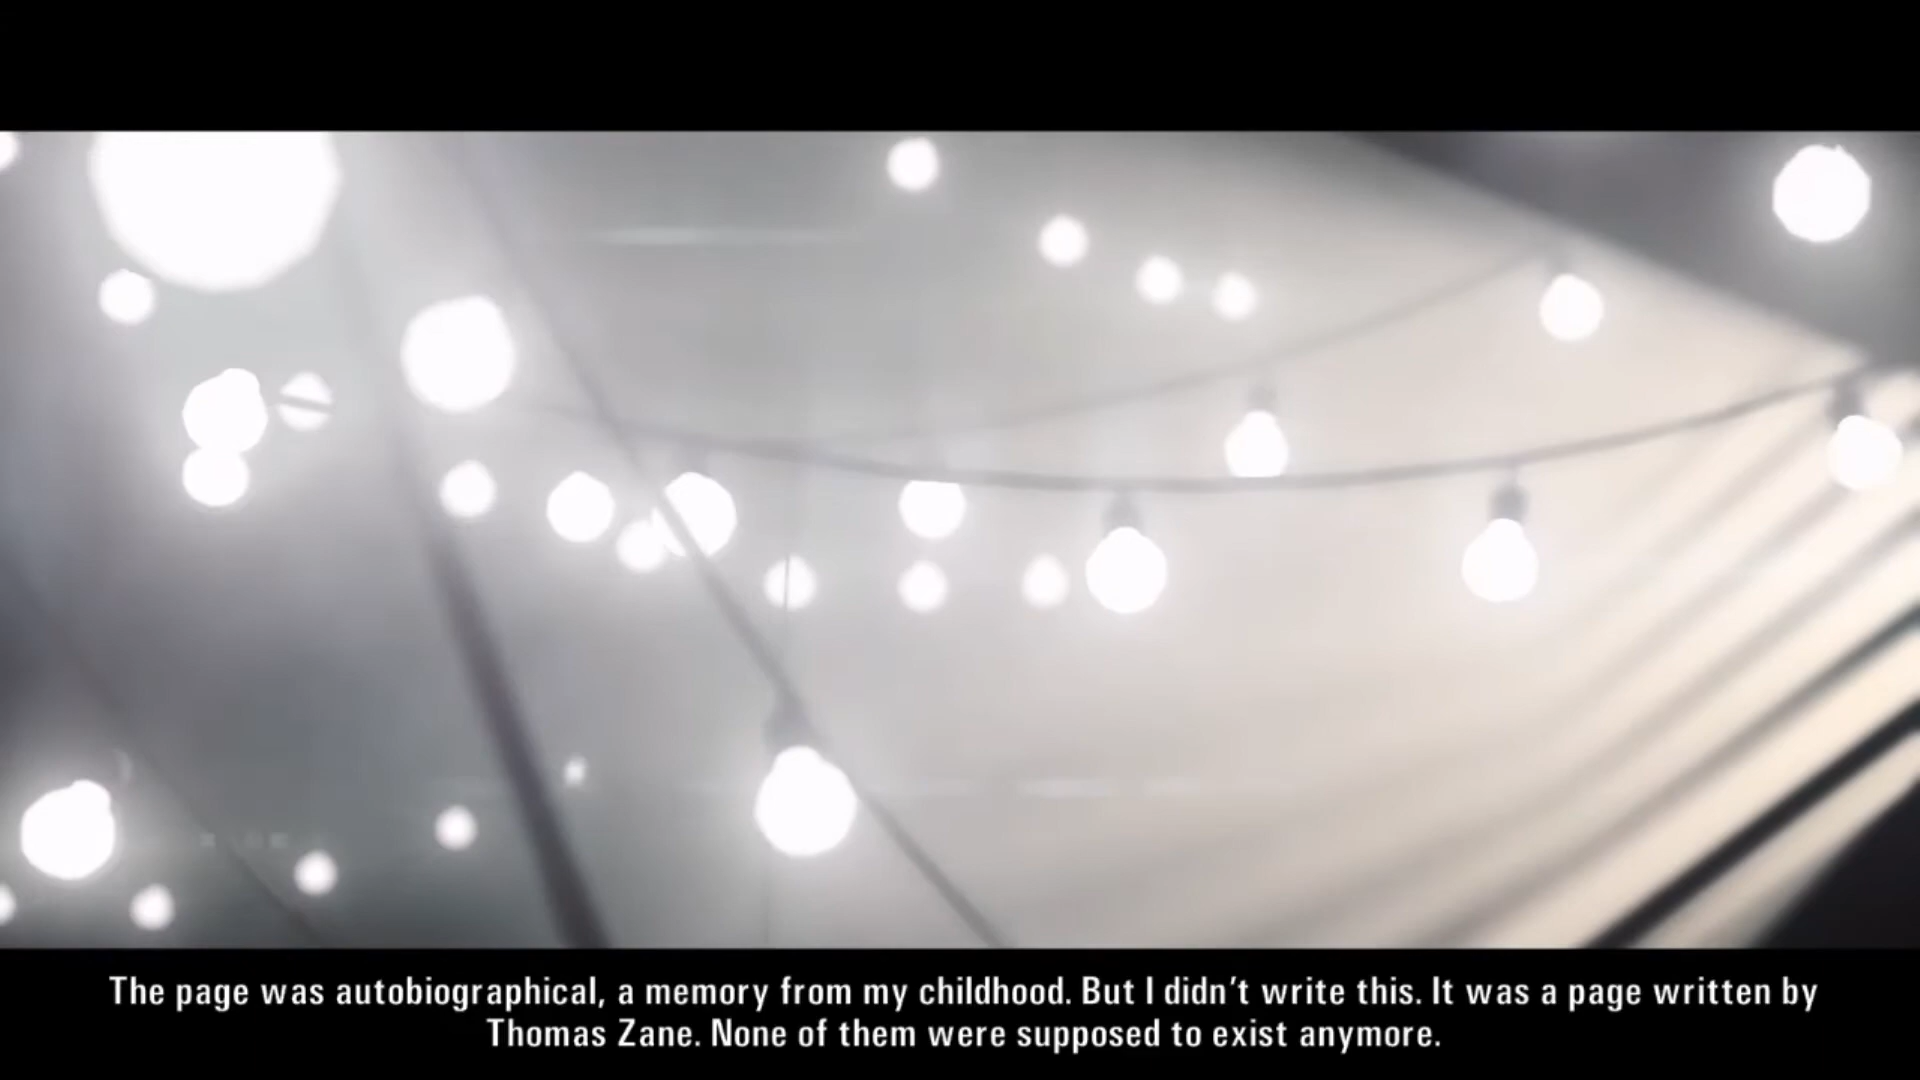 The page was autobiographical, a memory from my childhood. But I didn't write this. It was a page written by
Thomas Zane. None of them were supposed to exist anymore.